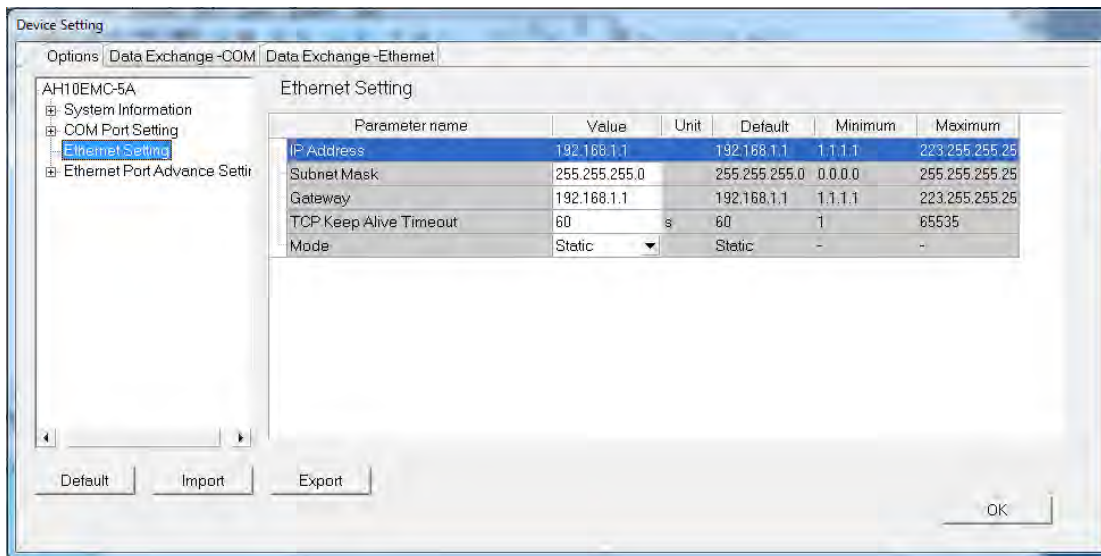 Device Setting
Options Data Exchange -COM Data Exchange -Ethernet
AH10EMC-5A
System Information
COM Port Setting
Ethernet Setting
Ethernet Port Advance Settir
Ethernet Setting
Parameter name Value Unit Default Minimum Maximum
IP Address 192.168.1.1 192.168.1.1 1.1.1.1 223.255.255.25
Subnet Mask 255.255.255.0 255.255.255.0 0.0.0.0 255.255.255.25
Gateway 192.168.1.1 192.168.1.1 1.1.1.1 223.255.255.25
TCP Keep Alive Timeout 60 s 60 1 65535
Mode Static Static - -
Default Import Export
OK